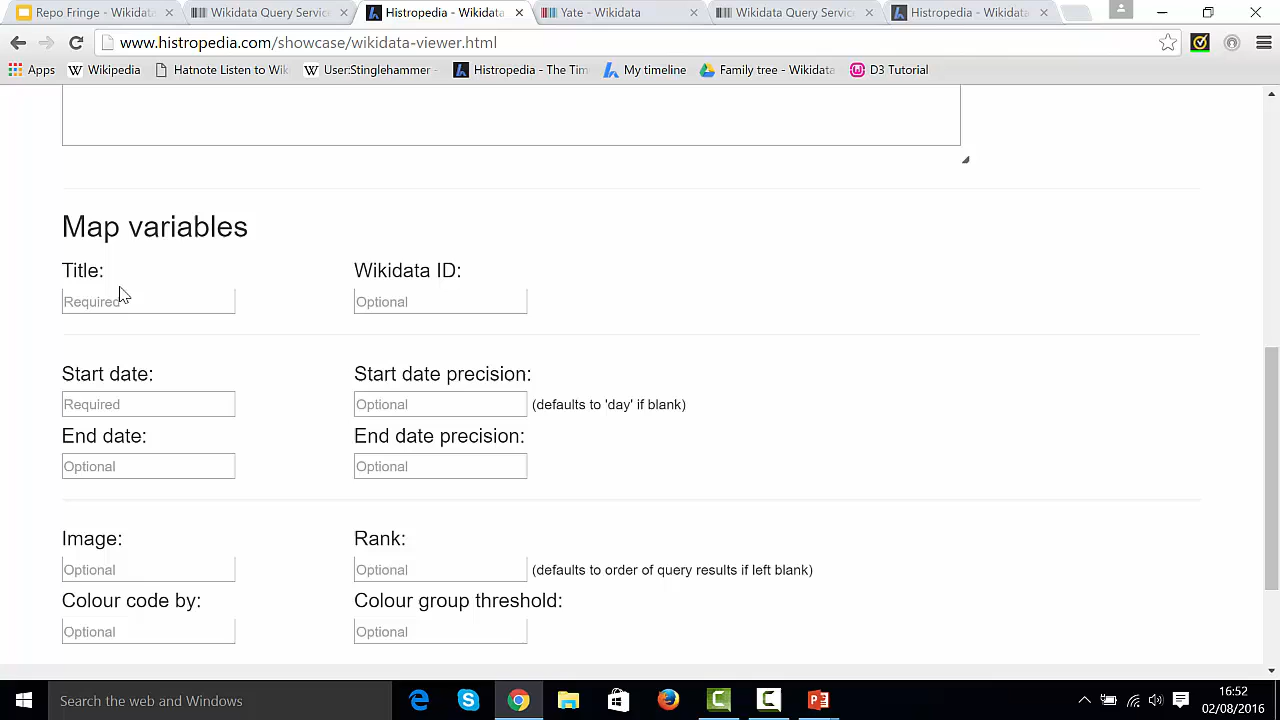 Repo Fringe - Wikidat
Wikidata Query Servic
Histropedia - Wikidat
Yate - Wikidata
Wikidata Query Servic
Histropedia - Wikidat
www.histropedia.com/showcase/wikidata-viewer.html
Apps
Wikipedia
Hatnote Listen to Wik
User:Stinglehammer -
Histropedia - The Tim
My timeline
Family tree - Wikidata
D3 Tutorial
Map variables
Title:
Wikidata ID:
Required
Optional
Start date:
Start date precision:
Required
Optional
(defaults to 'day' if blank)
End date:
End date precision:
Optional
Optional
Image:
Rank:
Optional
Optional
(defaults to order of query results if left blank)
Colour code by:
Colour group threshold:
Optional
Optional
Search the web and Windows
16:52
02/08/2016